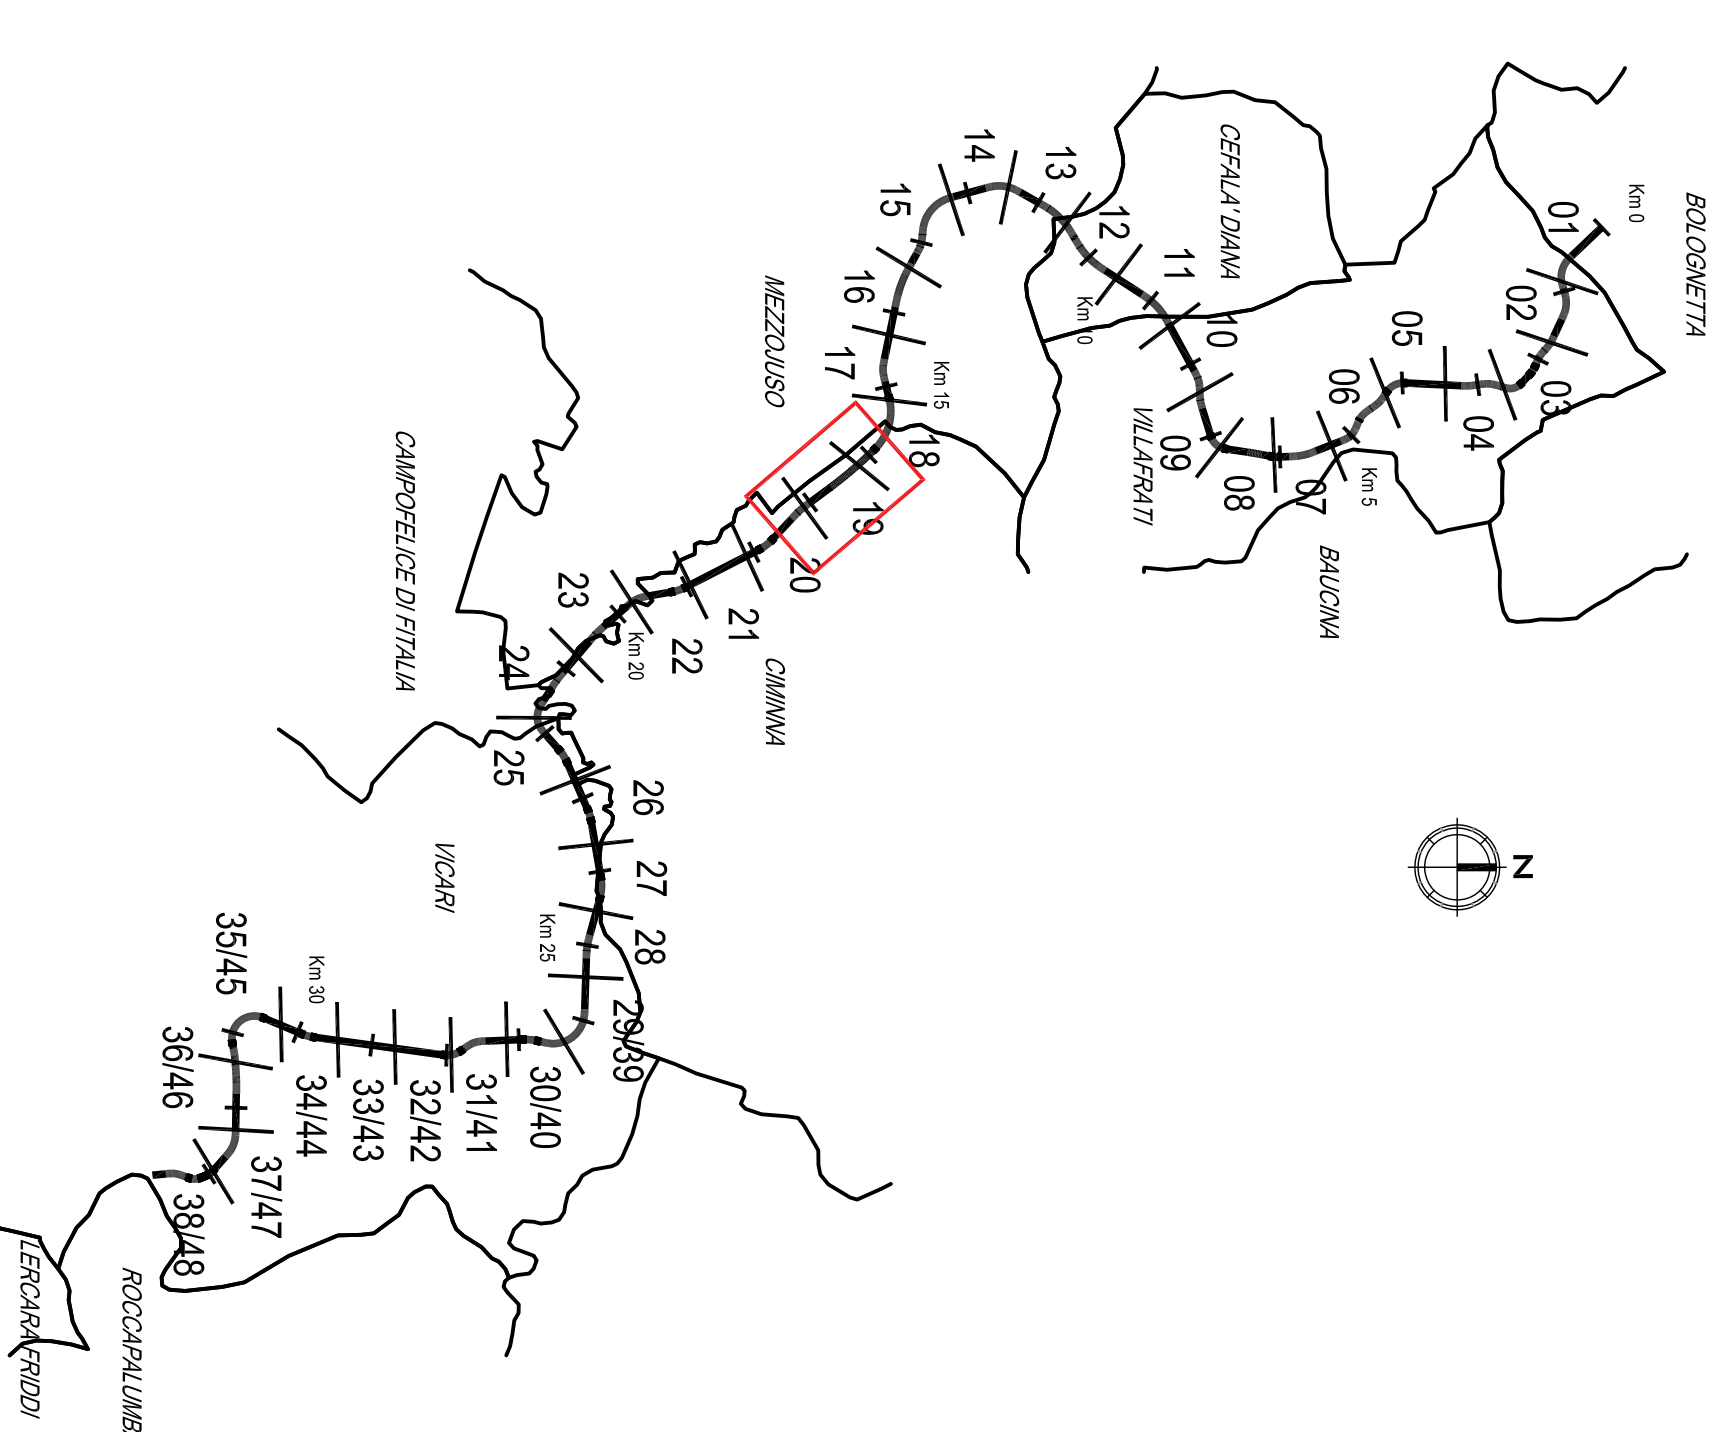 BOLOGNETTA
Km 0
01
02
03
04
05
06
Km 5
07
08
09
10
11
12
13
14
15
16
17
18
19
20
21
22
23
24
25
26
27
28
29/39
30/40
31/41
32/42
33/43
34/44
35/45
36/46
37/47
38/48
CEFALA' DIANA
Km 10
VILLAFRATI
BAUCINA
Km 15
MEZZOJUSO
CAMPOFELICE DI FITALIA
Km 20
CIMINNA
VICARI
Km 25
Km 30
N
ROCCAPALUMB
LERCARA FRIDDI